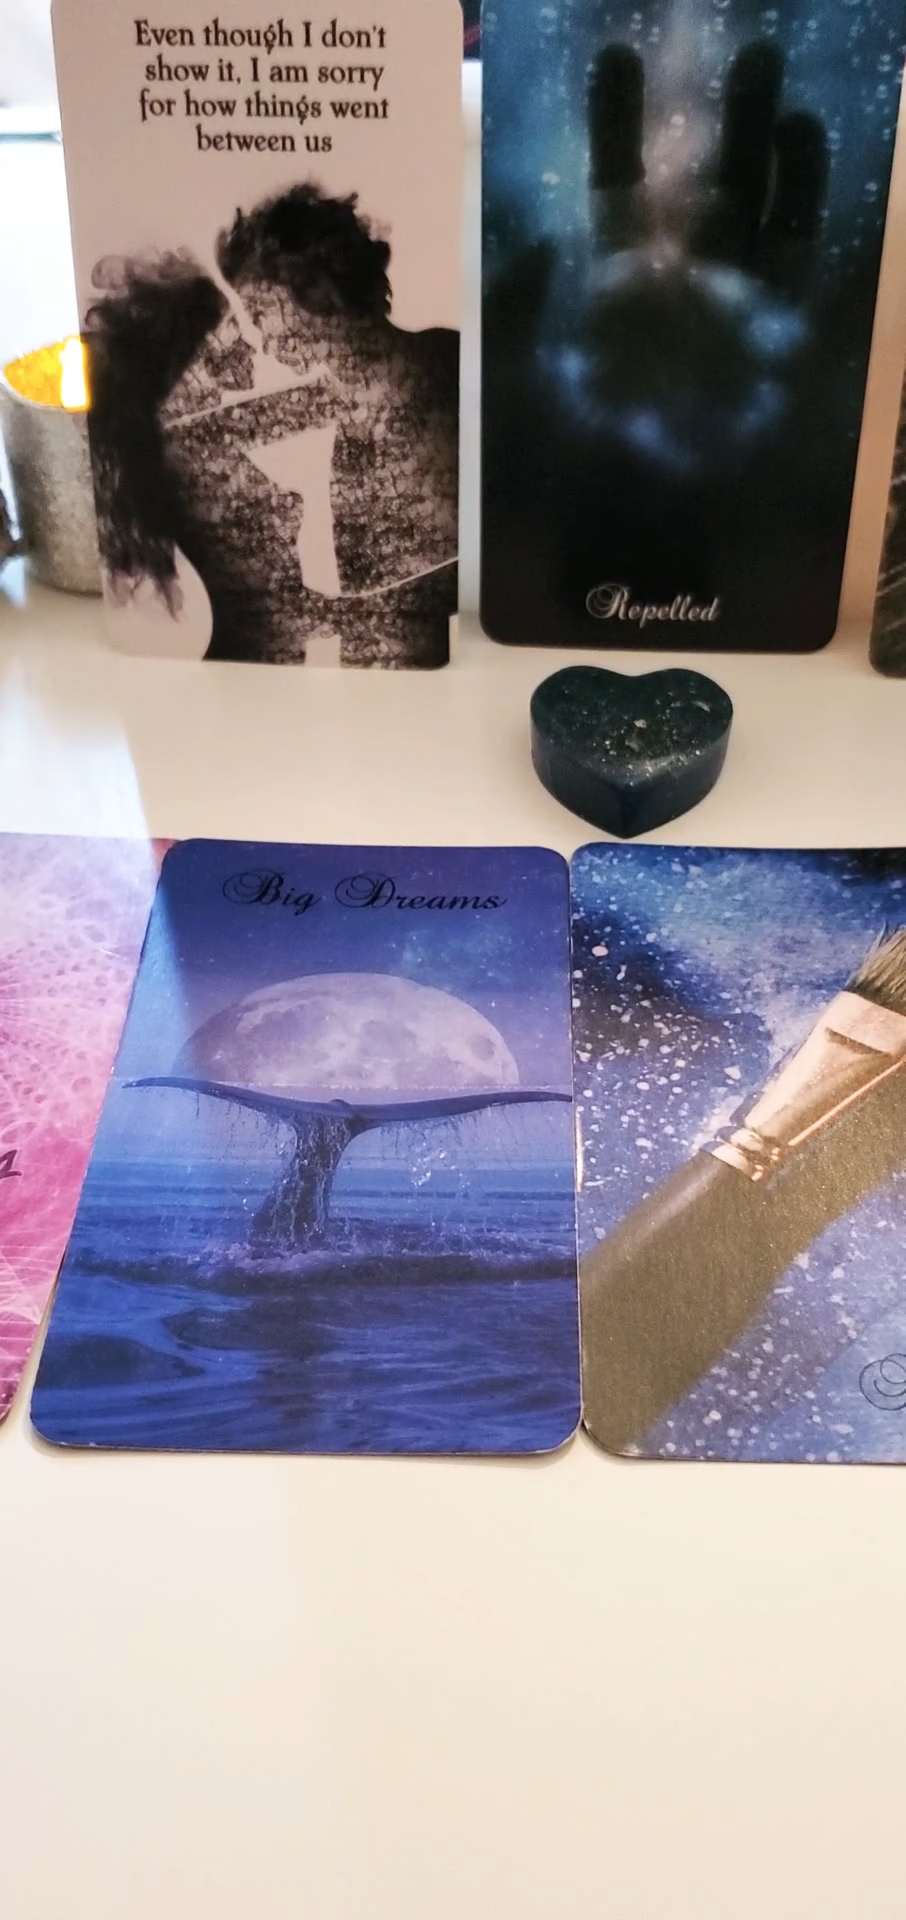 Even though I don't
show it, I am sorry
for how things went
between us
Repelled
Big Dreams